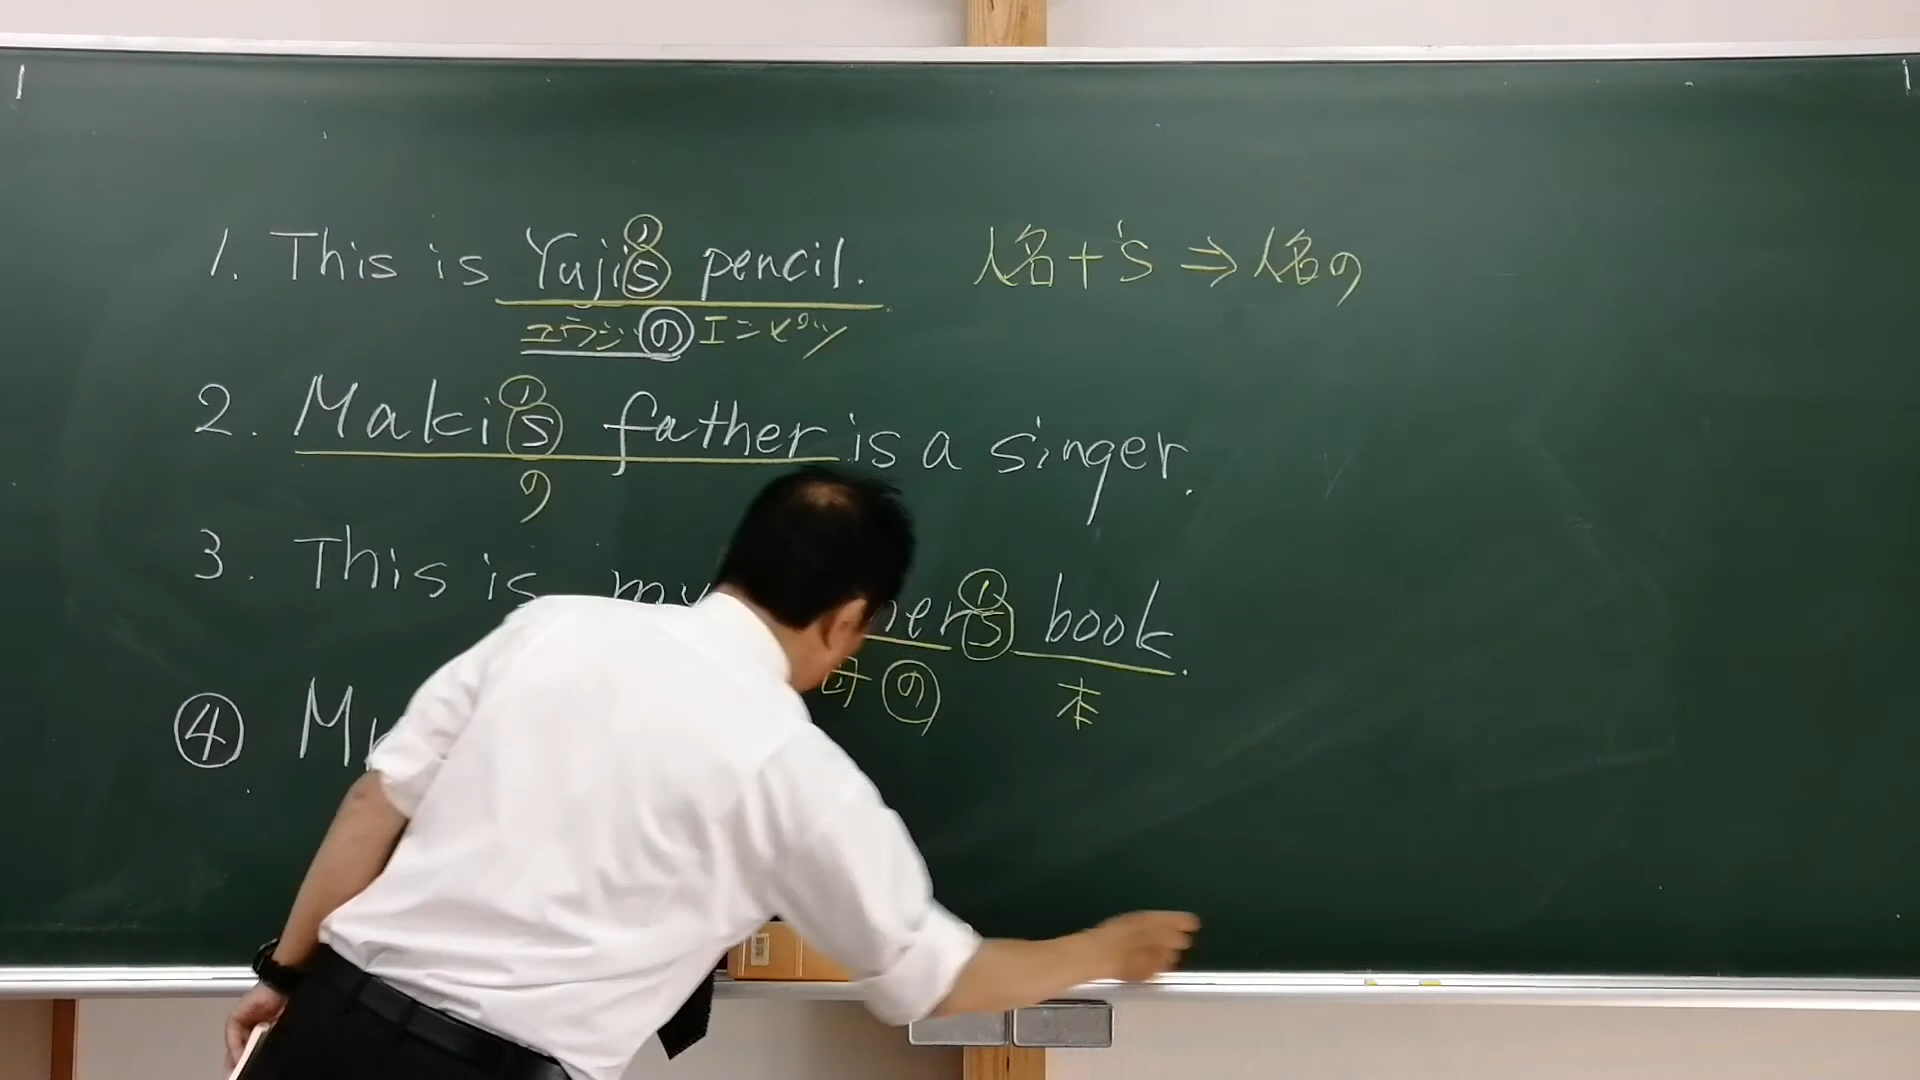 1. This is Yuji's pencil. 人名+'s ⇒ 人名の
ユウジの エンピツ
2. Maki's father is a singer.
の
3. This is my 's book.
母の 本
④